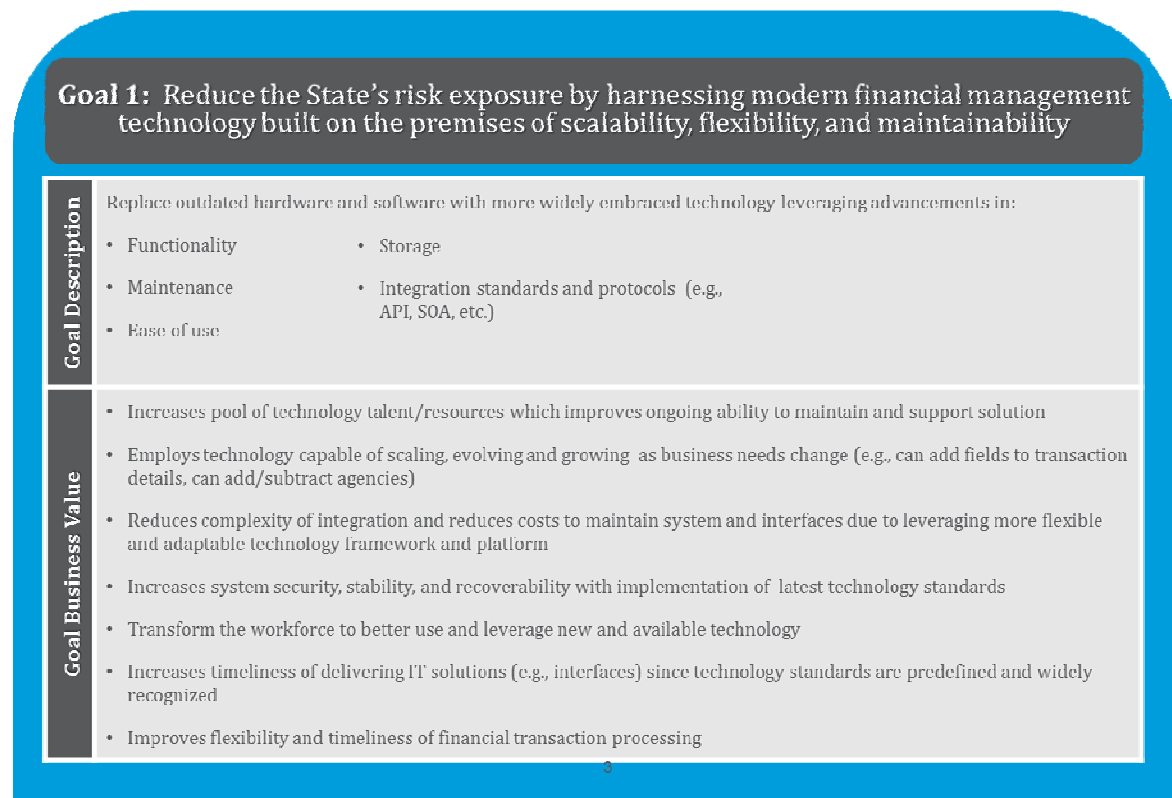 Goal 1: Reduce the State's risk exposure by harnessing modern financial management
technology built on the premises of scalability, flexibility, and maintainability
Goal Description
Replace outdated hardware and software with more widely embraced technology leveraging advancements in:
• Functionality
• Maintenance
• Ease of use
• Storage
• Integration standards and protocols (e.g.,
API, SOA, etc.)
Goal Business Value
• Increases pool of technology talent/resources which improves ongoing ability to maintain and support solution
• Employs technology capable of scaling, evolving and growing as business needs change (e.g., can add fields to transaction
details, can add/subtract agencies)
• Reduces complexity of integration and reduces costs to maintain system and interfaces due to leveraging more flexible
and adaptable technology framework and platform
• Increases system security, stability, and recoverability with implementation of latest technology standards
• Transform the workforce to better use and leverage new and available technology
• Increases timeliness of delivering IT solutions (e.g., interfaces) since technology standards are predefined and widely
recognized
• Improves flexibility and timeliness of financial transaction processing
3